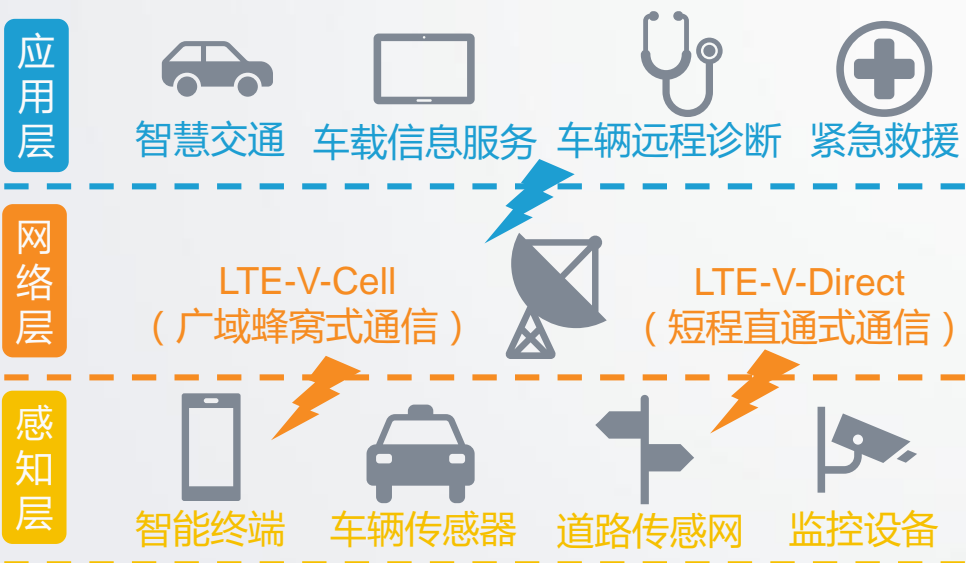 应用层
智慧交通 车载信息服务 车辆远程诊断 紧急救援
网络层
LTE-V-Cell
（广域蜂窝式通信）
LTE-V-Direct
（短程直通式通信）
感知层
智能终端 车辆传感器 道路传感网 监控设备